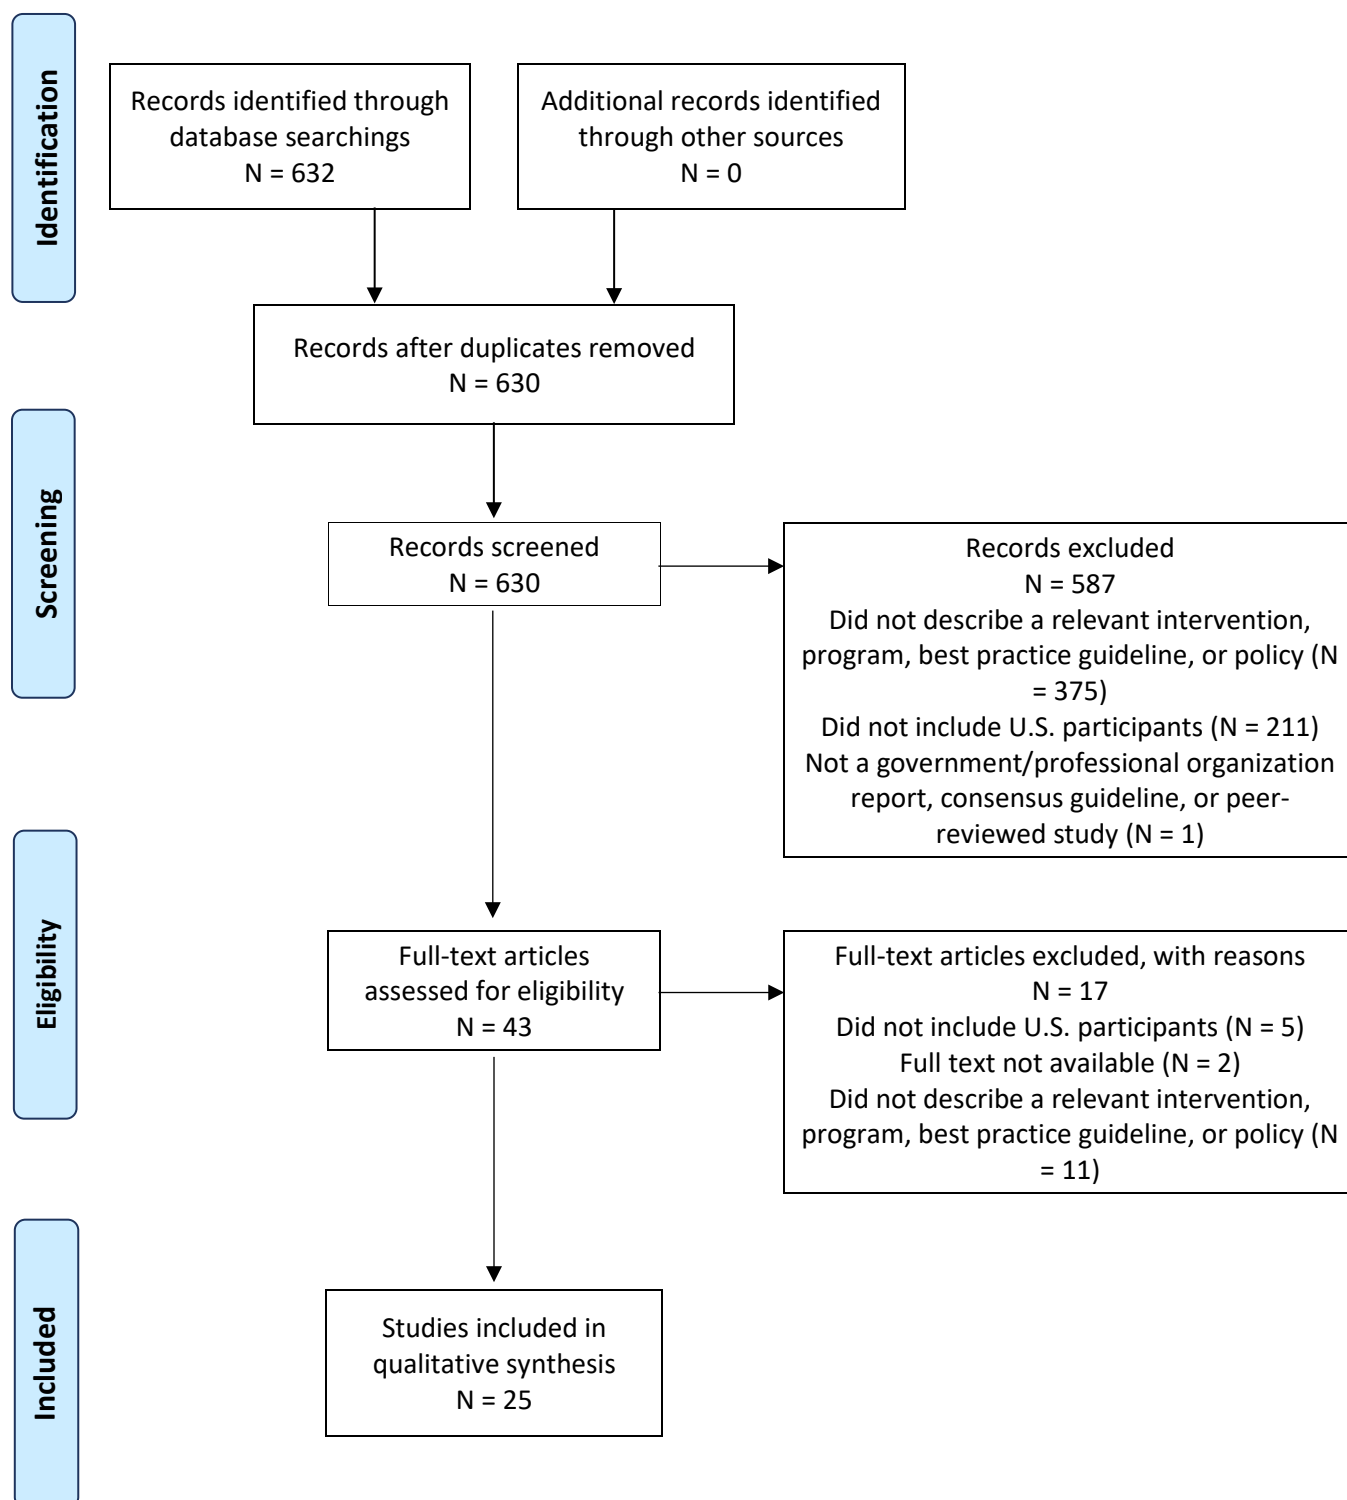 Identification
Records identified through
database searchings
N = 632
Additional records identified
through other sources
N = 0
Records after duplicates removed
N = 630
Screening
Records screened
N = 630
Records excluded
N = 587
Did not describe a relevant intervention,
program, best practice guideline, or policy (N
= 375)
Did not include U.S. participants (N = 211)
Not a government/professional organization
report, consensus guideline, or peer-
reviewed study (N = 1)
Eligibility
Full-text articles
assessed for eligibility
N = 43
Full-text articles excluded, with reasons
N = 17
Did not include U.S. participants (N = 5)
Full text not available (N = 2)
Did not describe a relevant intervention,
program, best practice guideline, or policy (N
= 11)
Included
Studies included in
qualitative synthesis
N = 25